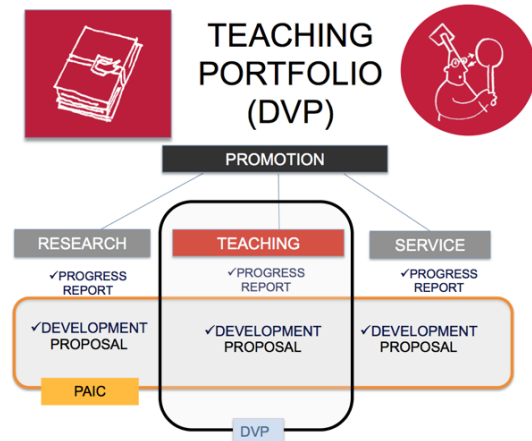 TEACHING
PORTFOLIO
(DVP)
PROMOTION
RESEARCH
TEACHING
SERVICE
✓PROGRESS
REPORT
✓PROGRESS
REPORT
✓PROGRESS
REPORT
✓DEVELOPMENT
PROPOSAL
✓DEVELOPMENT
PROPOSAL
✓DEVELOPMENT
PROPOSAL
PAIC
DVP